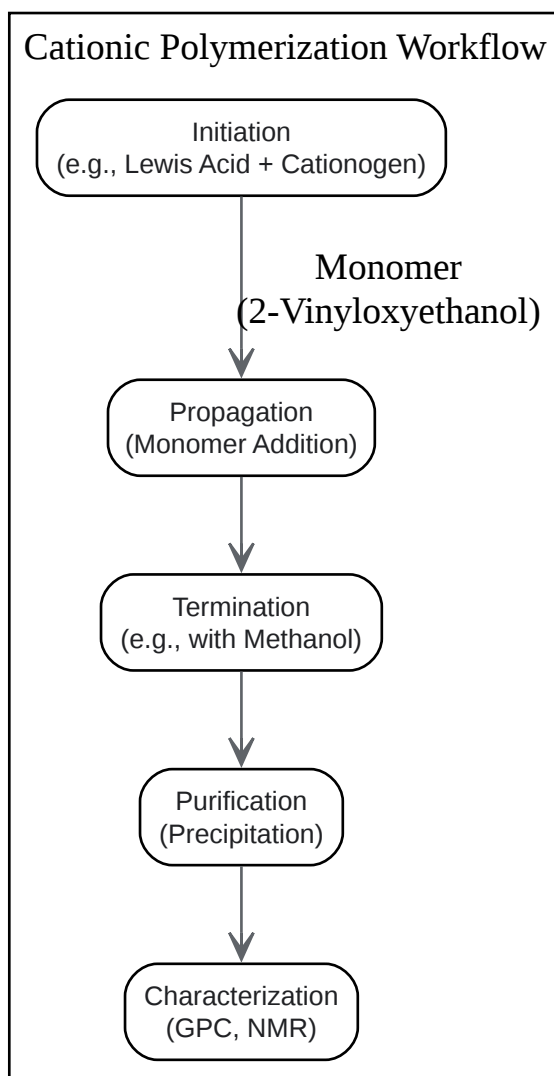 Cationic Polymerization Workflow
Initiation
(e.g., Lewis Acid + Cationogen)
Monomer
(2-Vinyloxyethanol)
Propagation
(Monomer Addition)
Termination
(e.g., with Methanol)
Purification
(Precipitation)
Characterization
(GPC, NMR)